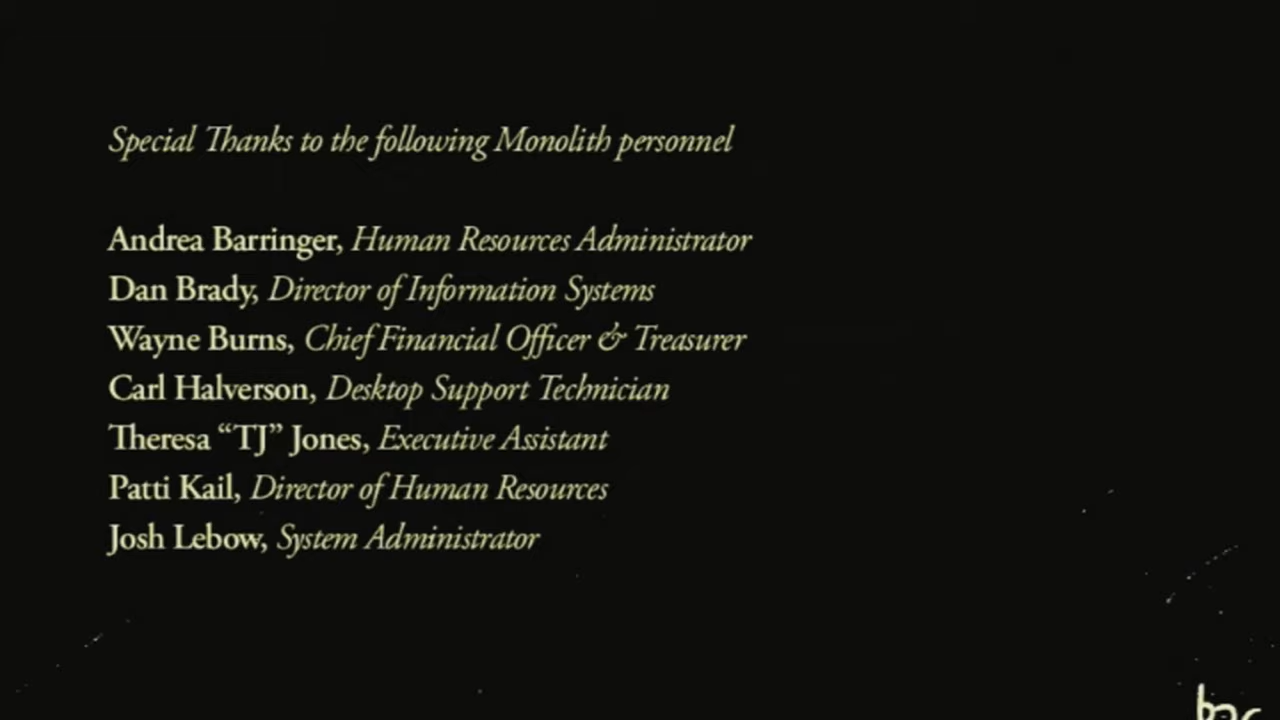 Special Thanks to the following Monolith personnel
Andrea Barringer, Human Resources Administrator
Dan Brady, Director of Information Systems
Wayne Burns, Chief Financial Officer & Treasurer
Carl Halverson, Desktop Support Technician
Theresa “TJ” Jones, Executive Assistant
Patti Kail, Director of Human Resources
Josh Lebow, System Administrator